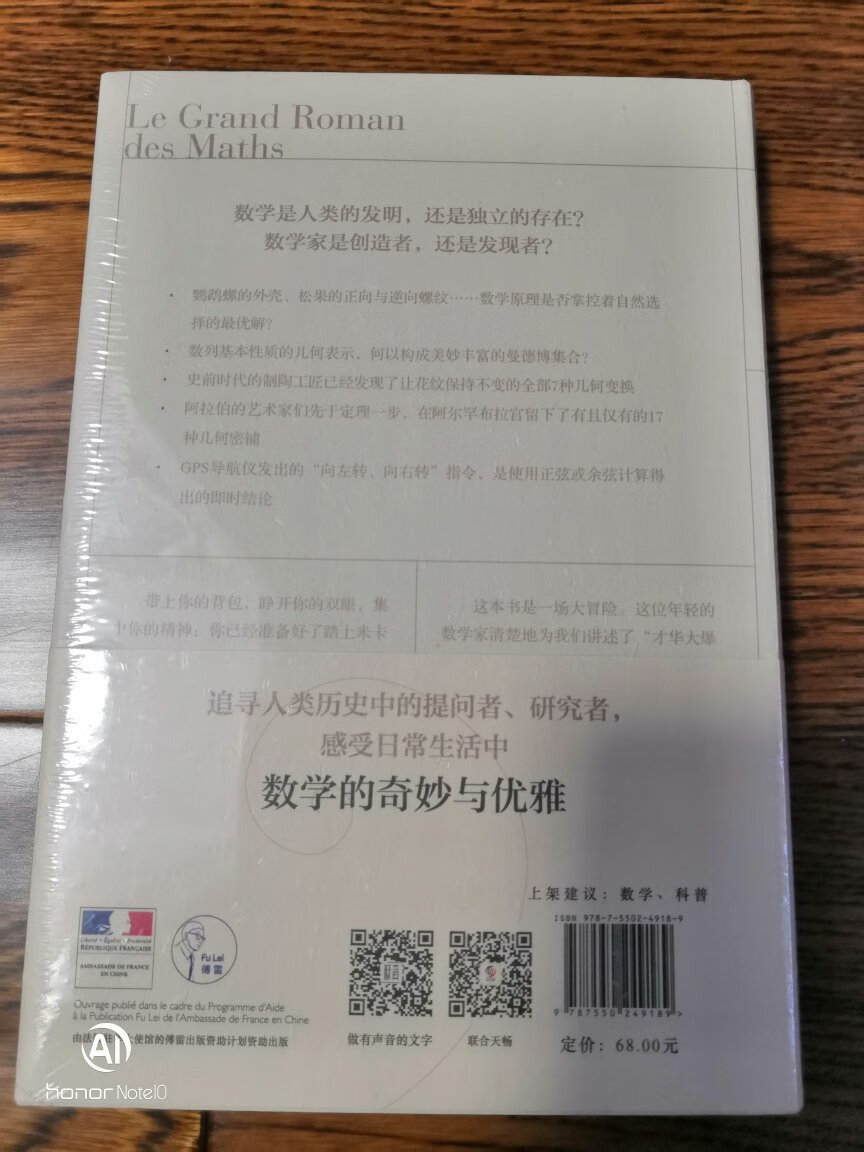 Le Grand Roman
des Maths
数学是人类的发明，还是独立的存在？
数学家是创造者，还是发现者？
· 鹦鹉螺的外壳、松果的正向与逆向螺纹……数学原理是否掌控着自然选
择的最优解？
· 数列基本性质的几何表示，何以构成美妙丰富的曼德博集合？
· 史前时代的制陶工匠已经发现了让花纹保持不变的全部7种几何变换
· 阿拉伯的艺术家们先于定理一步，在阿尔罕布拉宫留下了有且仅有的17
种几何密铺
· GPS导航仪发出的“向左转、向右转”指令，是使用正弦或余弦计算得
出的即时结论
带上你的背包，睁开你的双眼，集
中你的精神：你已经准备好了踏上米卡
这本书是一场大冒险。这位年轻的
数学家清楚地为我们讲述了“才华大爆
追寻人类历史中的提问者、研究者，
感受日常生活中
数学的奇妙与优雅
上架建议：数学、科普
ISBN 978-7-5502-4918-9
9 787550 249189 >
定价：68.00元
Liberté • Égalité • Fraternité
RÉPUBLIQUE FRANÇAISE
AMBASSADE DE FRANCE
EN CHINE
Fu Lei
傅雷
Ouvrage publié dans le cadre du Programme d'Aide
à la Publication Fu Lei de l'Ambassade de France en Chine
由法国驻 大使馆的傅雷出版资助计划资助出版
做有声音的文字
联合天畅
AI
honor Note10